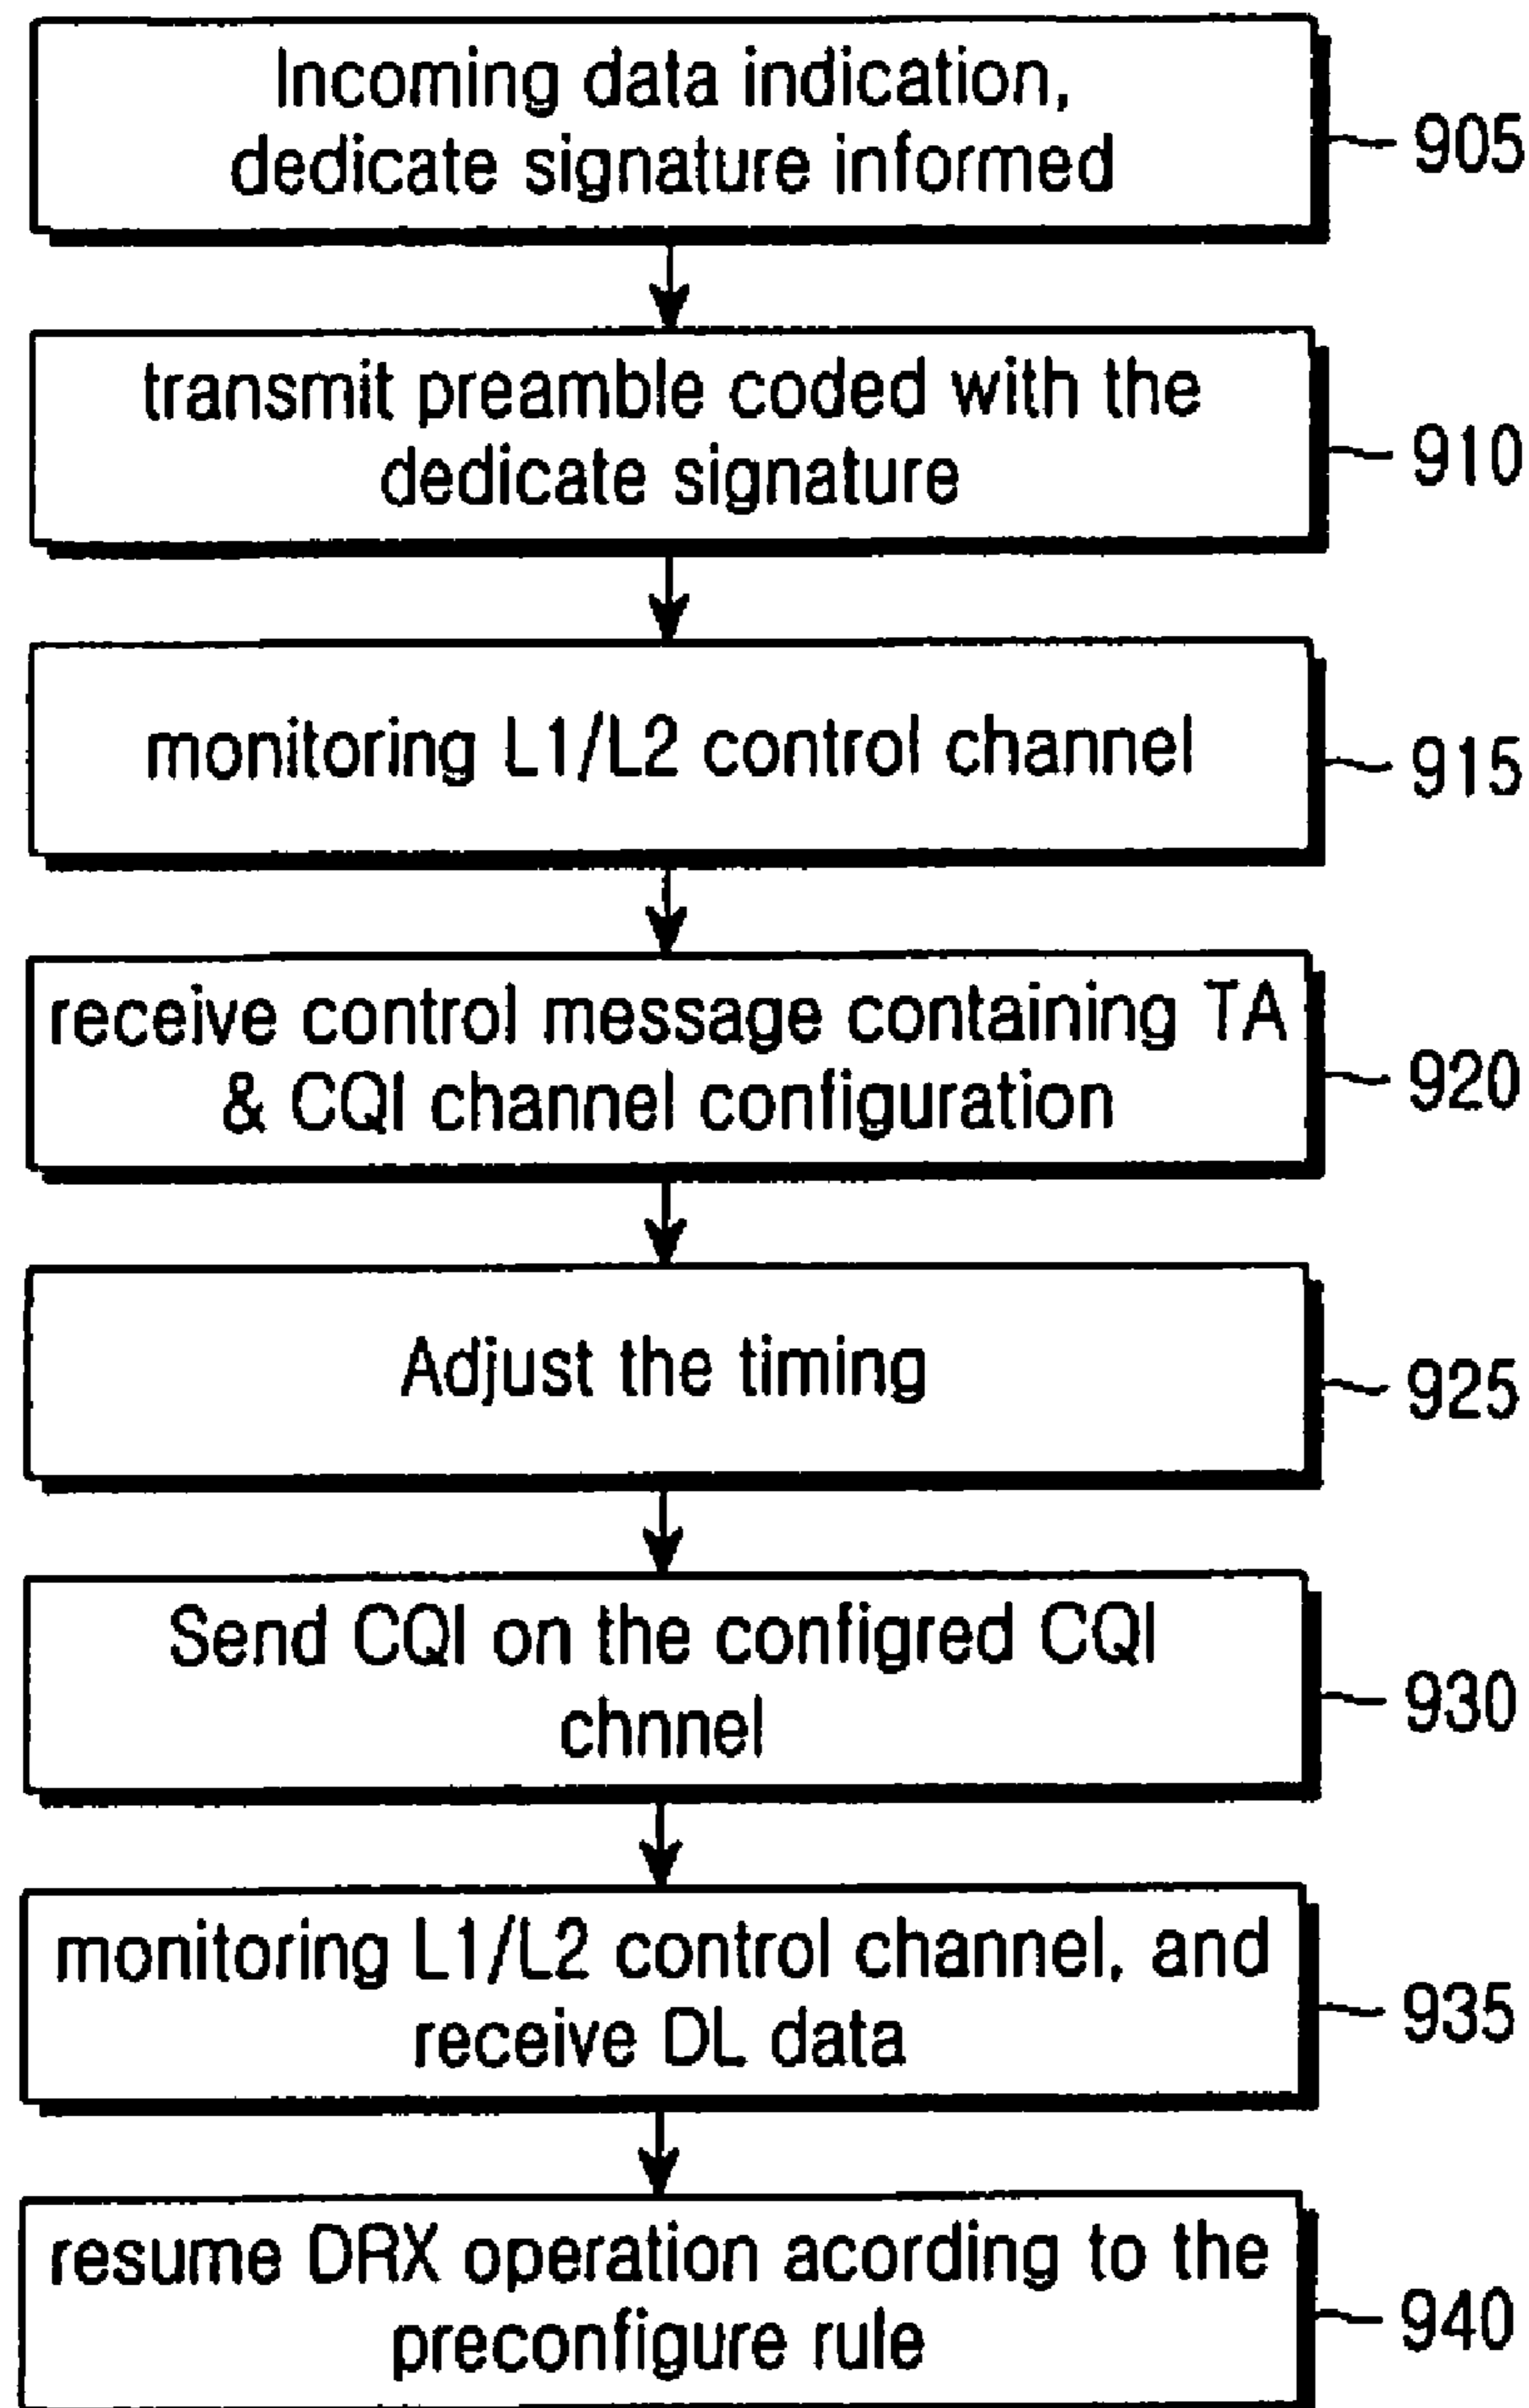 Incoming data indication,
dedicate signature informed
905
transmit preamble coded with the
dedicate signature
910
monitoring L1/L2 control channel
915
receive control message containing TA
& CQI channel configuration
920
Adjust the timing
925
Send CQI on the configred CQI
chnnel
930
monitoring L1/L2 control channel, and
receive DL data
935
resume DRX operation acording to the
preconfigure rule
940